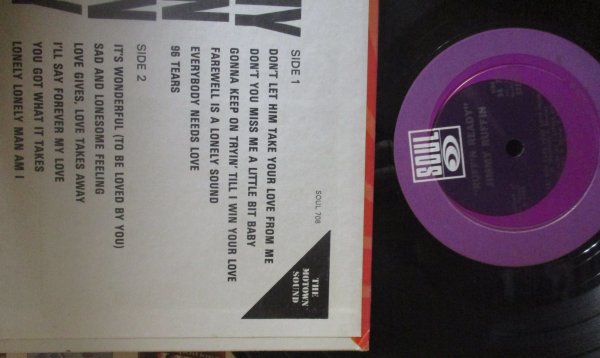 SIDE 1
DON'T LET HIM TAKE YOUR LOVE FROM ME
DON'T YOU MISS ME A LITTLE BIT BABY
GONNA KEEP ON TRYIN' TILL I WIN YOUR LOVE
FAREWELL IS A LONELY SOUND
EVERYBODY NEEDS LOVE
96 TEARS
SIDE 2
IT'S WONDERFUL (TO BE LOVED BY YOU)
SAD AND LONESOME FEELING
LOVE GIVES, LOVE TAKES AWAY
I'LL SAY FOREVER MY LOVE
YOU GOT WHAT IT TAKES
LONELY LONELY MAN AM I
SOUL 708
THE
MOTOWN
SOUND
SOUL
JIMMY RUFFIN